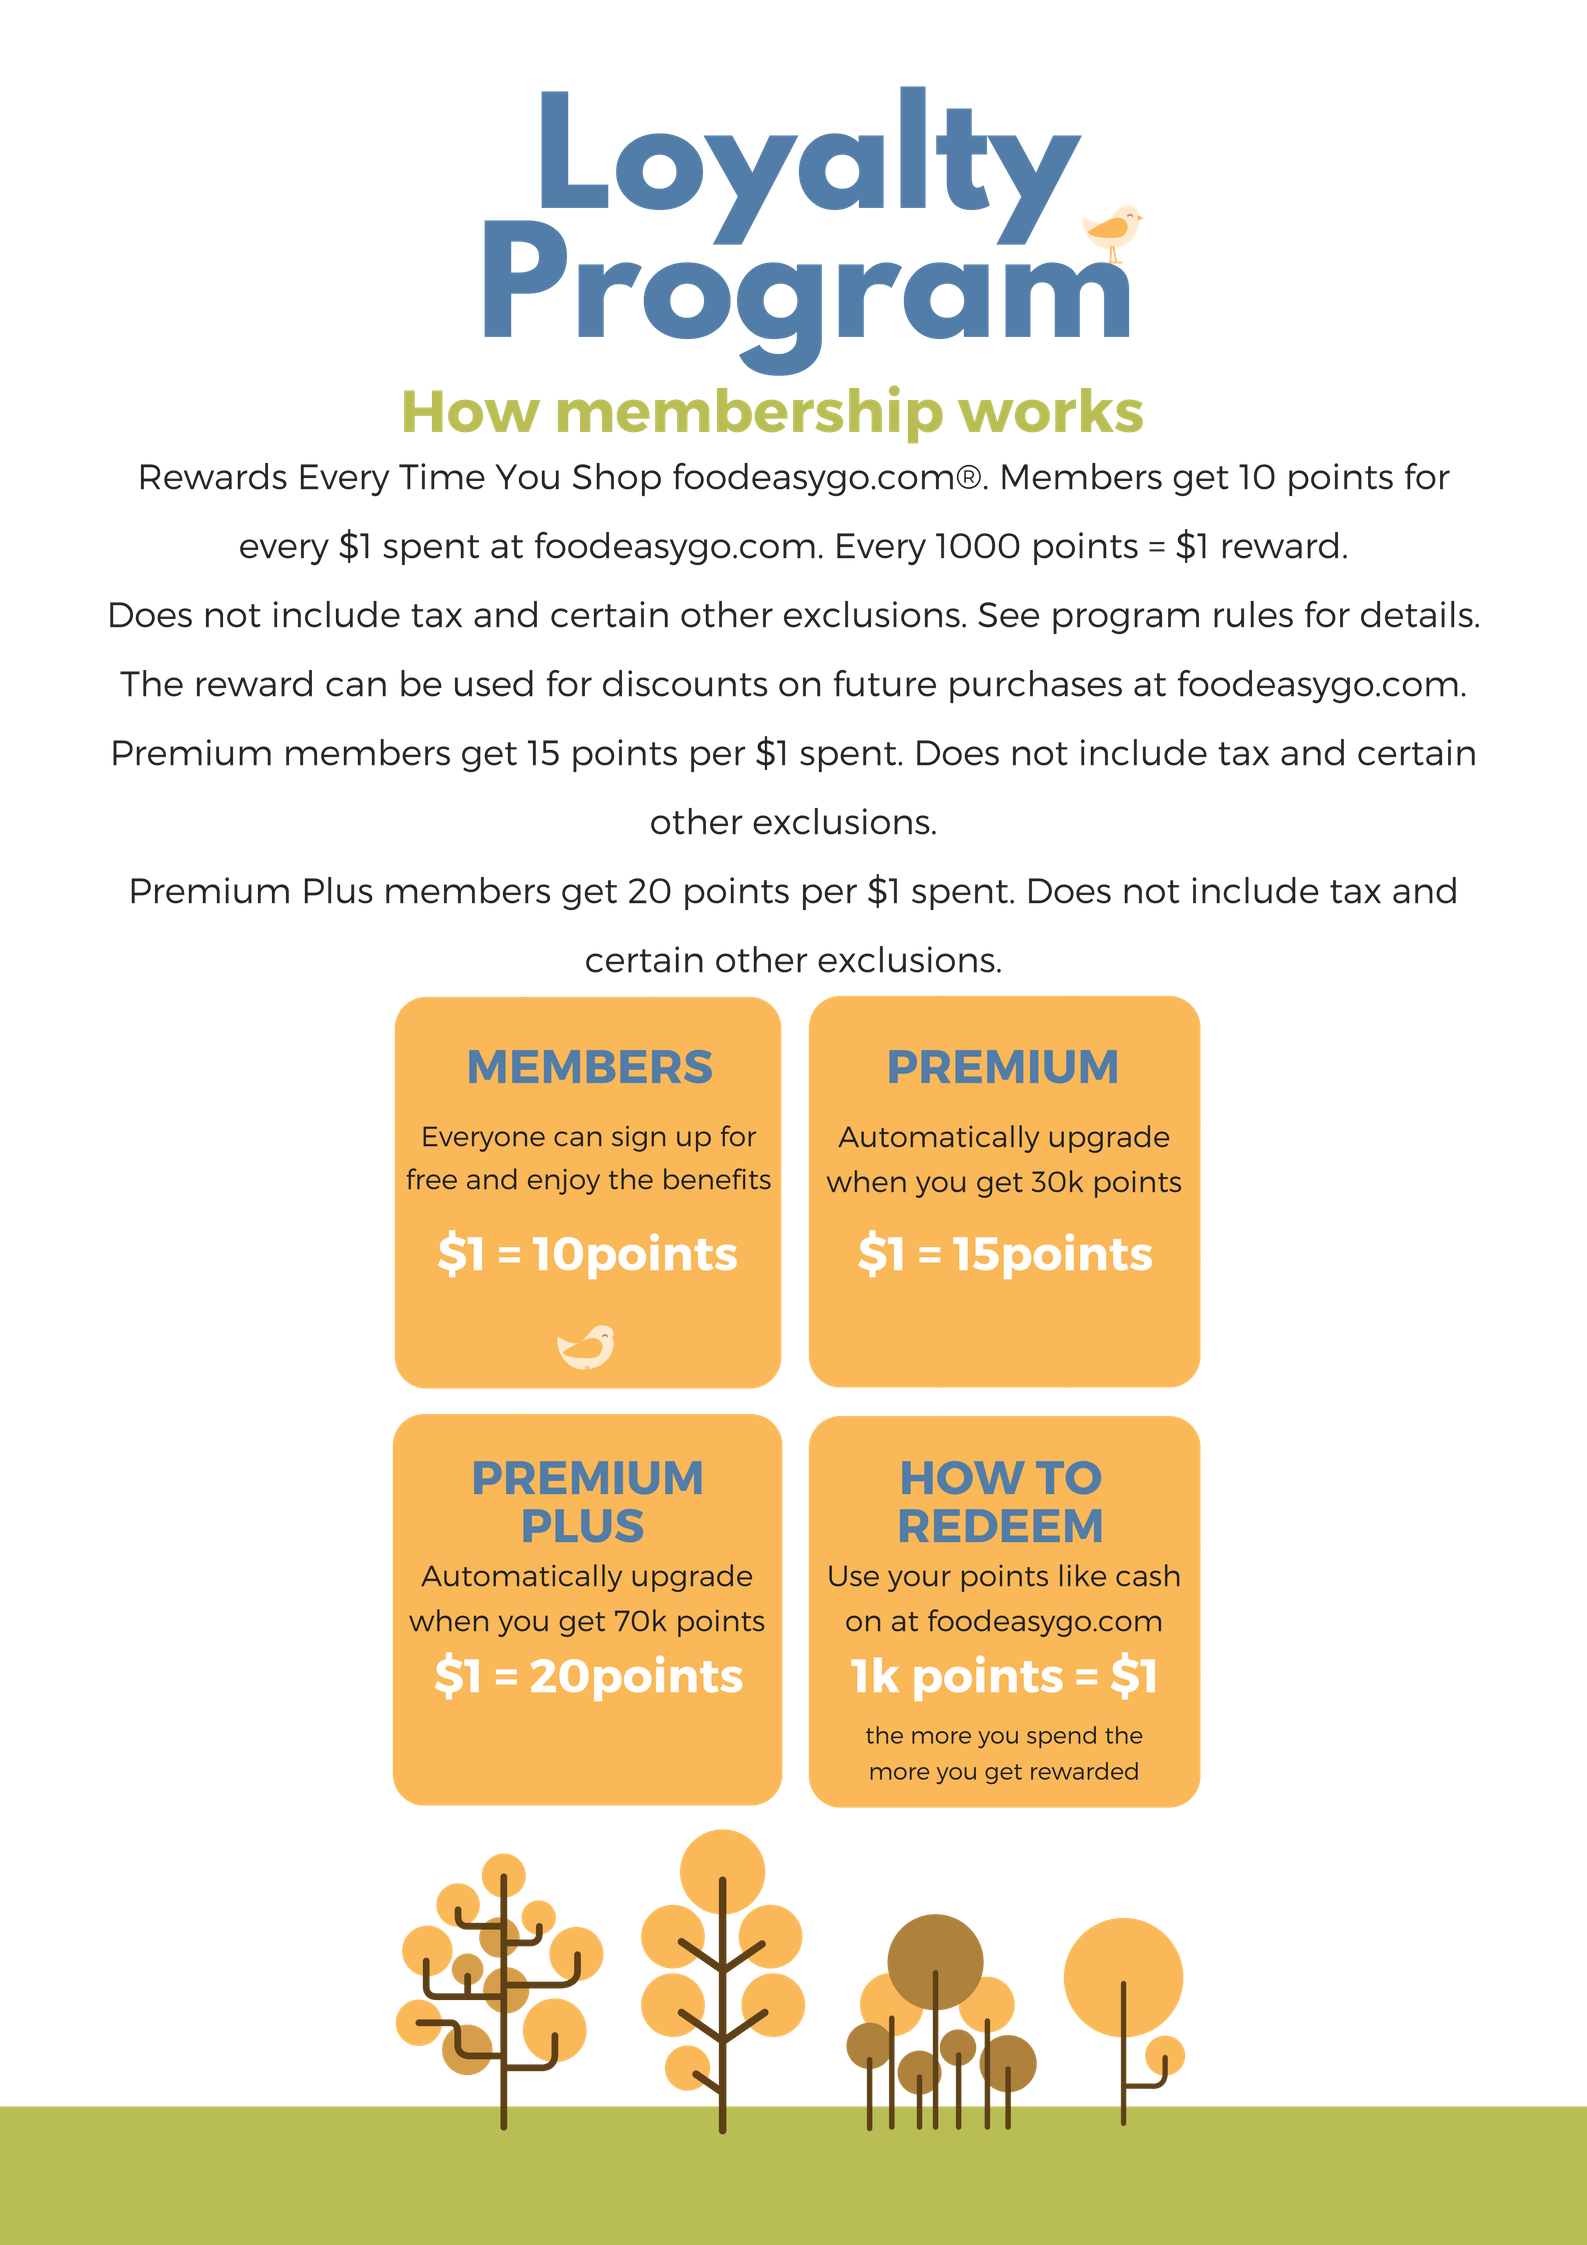 Loyalty
Program
How membership works
Rewards Every Time You Shop foodeasygo.com®. Members get 10 points for
every $1 spent at foodeasygo.com. Every 1000 points = $1 reward.
Does not include tax and certain other exclusions. See program rules for details.
The reward can be used for discounts on future purchases at foodeasygo.com.
Premium members get 15 points per $1 spent. Does not include tax and certain
other exclusions.
Premium Plus members get 20 points per $1 spent. Does not include tax and
certain other exclusions.
MEMBERS
Everyone can sign up for
free and enjoy the benefits
$1 = 10points
PREMIUM
Automatically upgrade
when you get 30k points
$1 = 15points
PREMIUM
PLUS
Automatically upgrade
when you get 70k points
$1 = 20points
HOW TO
REDEEM
Use your points like cash
on at foodeasygo.com
1k points = $1
the more you spend the
more you get rewarded